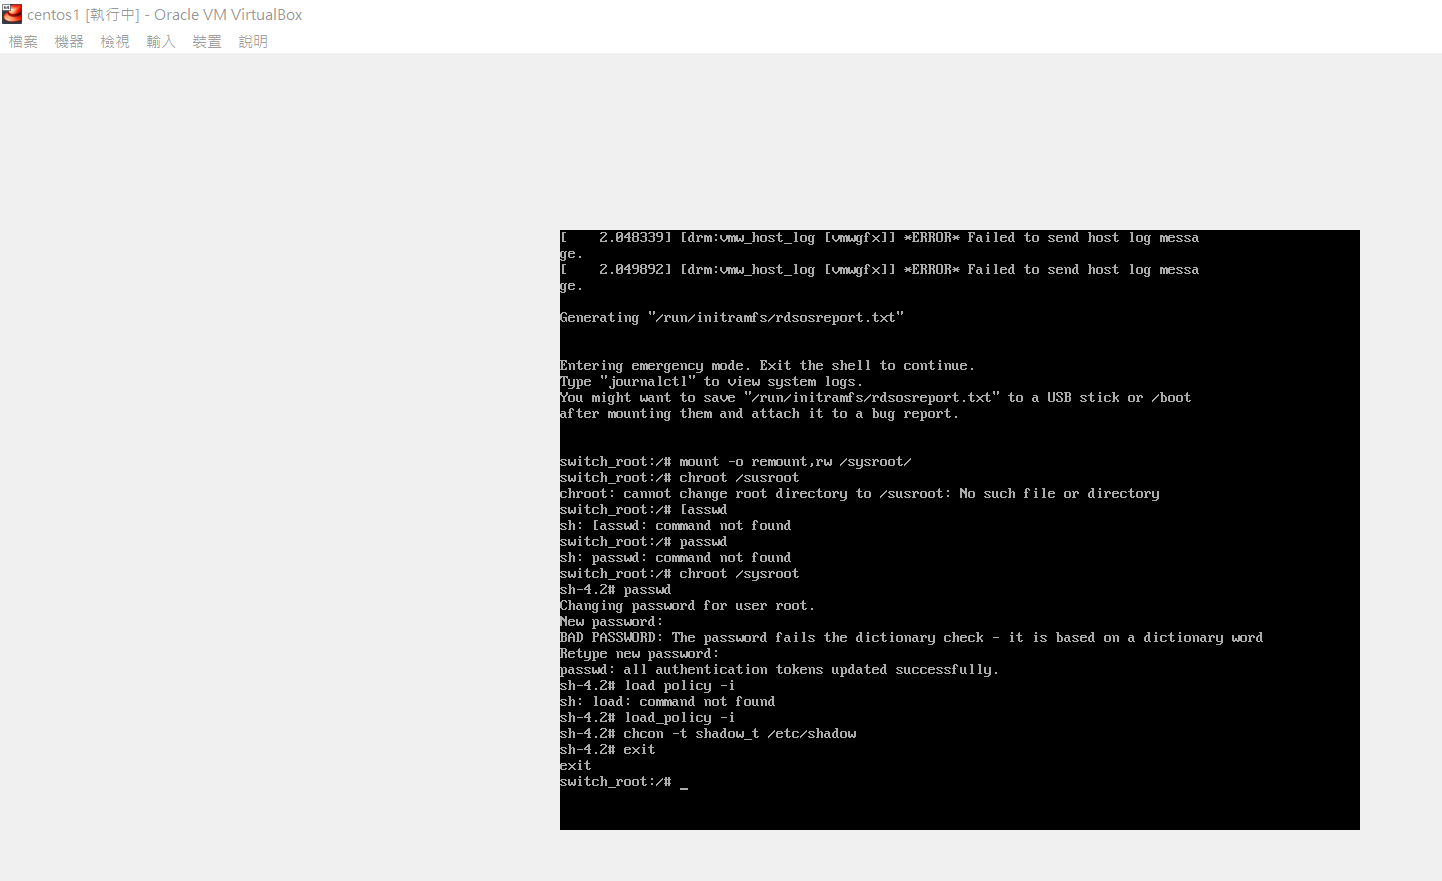 centos1 [執行中] - Oracle VM VirtualBox
檔案 機器 檢視 輸入 裝置 說明
[    2.048339] [drm:vmw_host_log [vmwgfx]] *ERROR* Failed to send host log messa
ge.
[    2.049892] [drm:vmw_host_log [vmwgfx]] *ERROR* Failed to send host log messa
ge.
Generating "/run/initramfs/rdsosreport.txt"
Entering emergency mode. Exit the shell to continue.
Type "journalctl" to view system logs.
You might want to save "/run/initramfs/rdsosreport.txt" to a USB stick or /boot
after mounting them and attach it to a bug report.
switch_root:/# mount -o remount,rw /sysroot/
switch_root:/# chroot /susroot
chroot: cannot change root directory to /susroot: No such file or directory
switch_root:/# [asswd
sh: [asswd: command not found
switch_root:/# passwd
sh: passwd: command not found
switch_root:/# chroot /sysroot
sh-4.2# passwd
Changing password for user root.
New password:
BAD PASSWORD: The password fails the dictionary check - it is based on a dictionary word
Retype new password:
passwd: all authentication tokens updated successfully.
sh-4.2# load policy -i
sh: load: command not found
sh-4.2# load_policy -i
sh-4.2# chcon -t shadow_t /etc/shadow
sh-4.2# exit
exit
switch_root:/# _